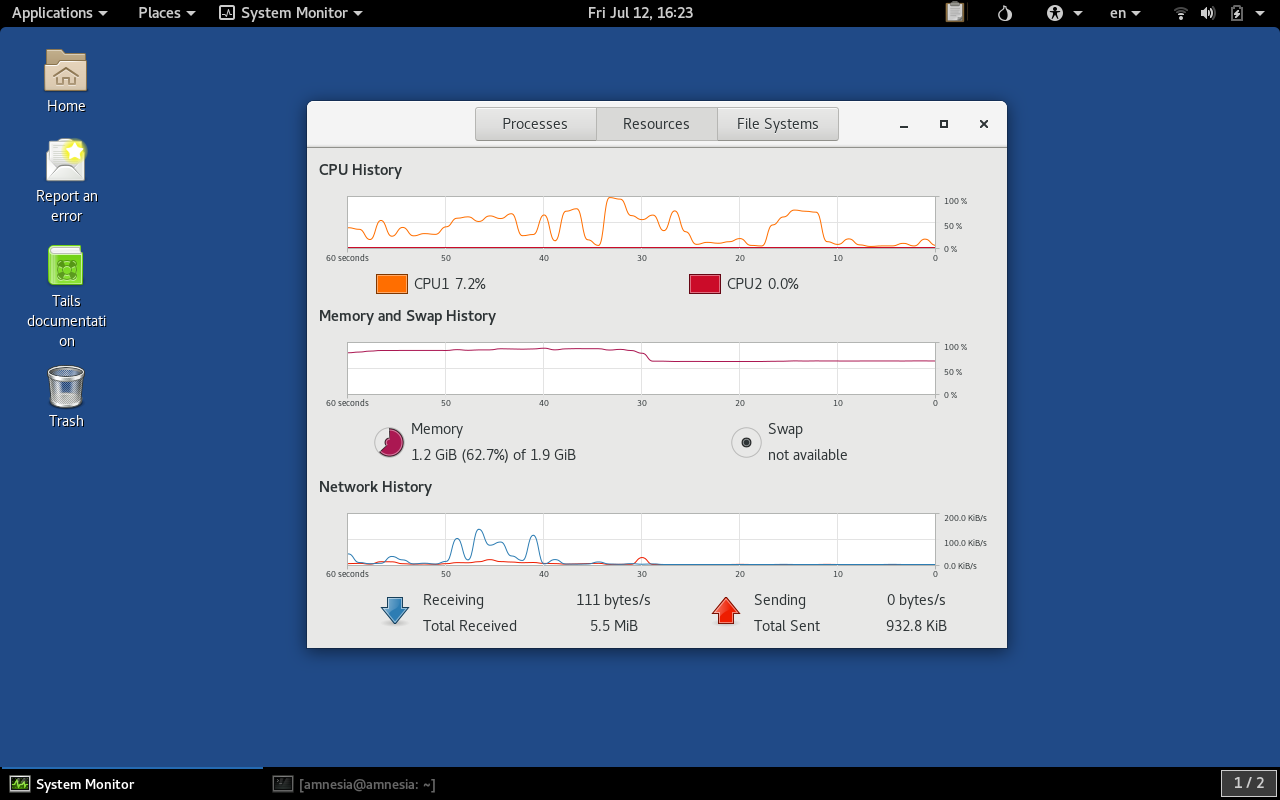 Applications Places System Monitor Fri Jul 12, 16:23 en
Home
Report an
error
Tails
documentati
on
Trash
Processes Resources File Systems
CPU History
100 %
50 %
0 %
60 seconds 50 40 30 20 10 0
CPU1 7.2% CPU2 0.0%
Memory and Swap History
100 %
50 %
0 %
60 seconds 50 40 30 20 10 0
Memory Swap
1.2 GiB (62.7%) of 1.9 GiB not available
Network History
200.0 KiB/s
100.0 KiB/s
0.0 KiB/s
60 seconds 50 40 30 20 10 0
Receiving 111 bytes/s Sending 0 bytes/s
Total Received 5.5 MiB Total Sent 932.8 KiB
System Monitor [amnesia@amnesia: ~] 1 / 2